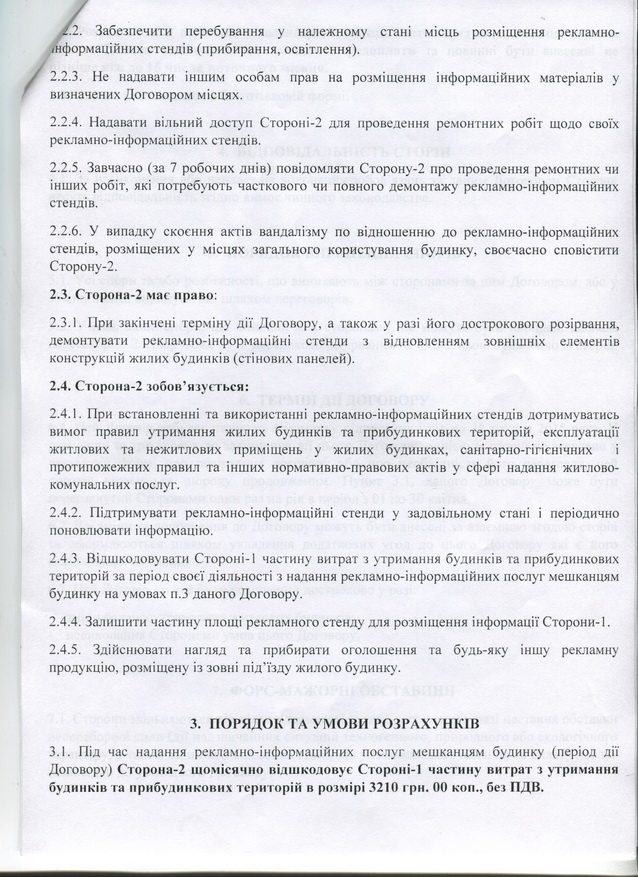 2.2. Забезпечити перебування у належному стані місць розміщення рекламно-
інформаційних стендів (прибирання, освітлення).
2.2.3. Не надавати іншим особам прав на розміщення інформаційних матеріалів у
визначених Договором місцях.
2.2.4. Надавати вільний доступ Стороні-2 для проведення ремонтних робіт щодо своїх
рекламно-інформаційних стендів.
2.2.5. Завчасно (за 7 робочих днів) повідомляти Сторону-2 про проведення ремонтних чи
інших робіт, які потребують часткового чи повного демонтажу рекламно-інформаційних
стендів.
2.2.6. У випадку скоєння актів вандалізму по відношенню до рекламно-інформаційних
стендів, розміщених у місцях загального користування будинку, своєчасно сповістити
Сторону-2.
2.3. Сторона-2 має право:
2.3.1. При закінчені терміну дії Договору, а також у разі його дострокового розірвання,
демонтувати рекламно-інформаційні стенди з відновленням зовнішніх елементів
конструкцій жилих будинків (стінових панелей).
2.4. Сторона-2 зобов’язується:
2.4.1. При встановленні та використанні рекламно-інформаційних стендів дотримуватись
вимог правил утримання жилих будинків та прибудинкових територій, експлуатації
житлових та нежитлових приміщень у жилих будинках, санітарно-гігієнічних і
протипожежних правил та інших нормативно-правових актів у сфері надання житлово-
комунальних послуг.
2.4.2. Підтримувати рекламно-інформаційні стенди у задовільному стані і періодично
поновлювати інформацію.
2.4.3. Відшкодовувати Стороні-1 частину витрат з утримання будинків та прибудинкових
територій за період своєї діяльності з надання рекламно-інформаційних послуг мешканцям
будинку на умовах п.3 даного Договору.
2.4.4. Залишити частину площі рекламного стенду для розміщення інформації Сторони-1.
2.4.5. Здійснювати нагляд та прибирати оголошення та будь-яку іншу рекламну
продукцію, розміщену із зовні під’їзду жилого будинку.
3. ПОРЯДОК ТА УМОВИ РОЗРАХУНКІВ
3.1. Під час надання рекламно-інформаційних послуг мешканцям будинку (період дії
Договору) Сторона-2 щомісячно відшкодовує Стороні-1 частину витрат з утримання
будинків та прибудинкових територій в розмірі 3210 грн. 00 коп., без ПДВ.